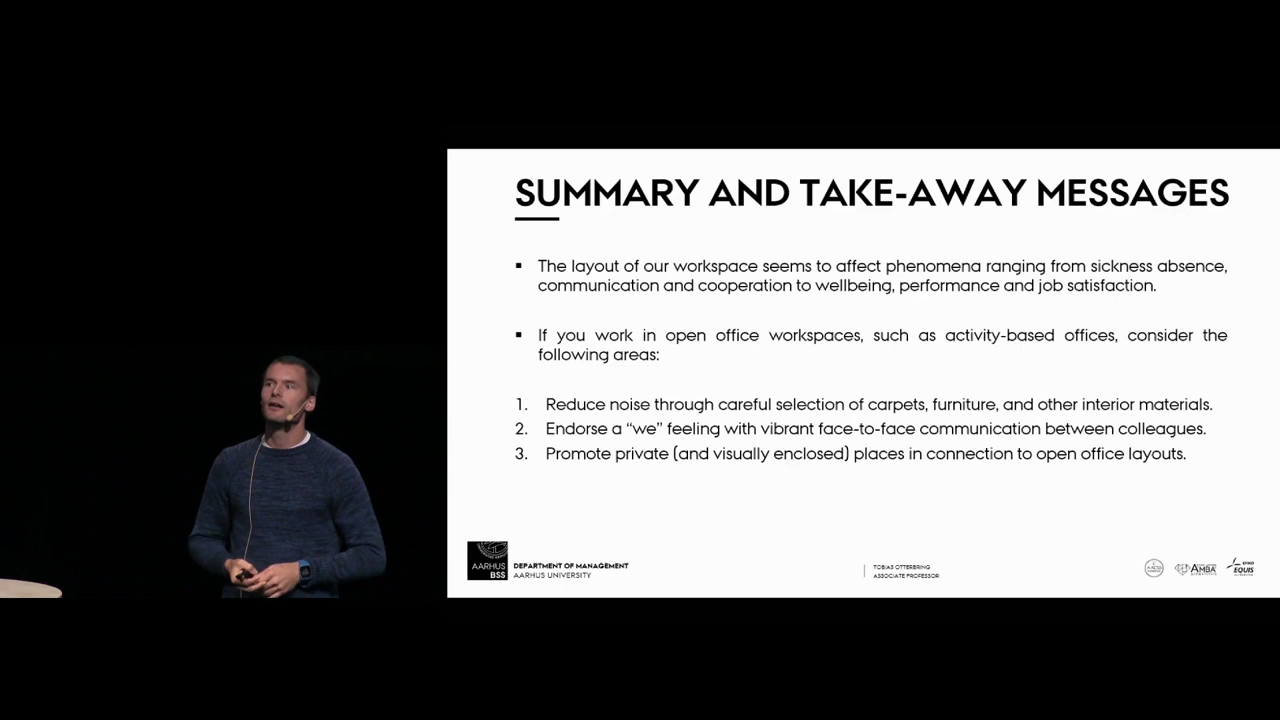 SUMMARY AND TAKE-AWAY MESSAGES
▪ The layout of our workspace seems to affect phenomena ranging from sickness absence,
communication and cooperation to wellbeing, performance and job satisfaction.
▪ If you work in open office workspaces, such as activity-based offices, consider the
following areas:
1. Reduce noise through careful selection of carpets, furniture, and other interior materials.
2. Endorse a “we” feeling with vibrant face-to-face communication between colleagues.
3. Promote private (and visually enclosed) places in connection to open office layouts.
AARHUS
BSS
DEPARTMENT OF MANAGEMENT
AARHUS UNIVERSITY
TOBIAS OTTERBRING
ASSOCIATE PROFESSOR
AMBA
EFMD
EQUIS